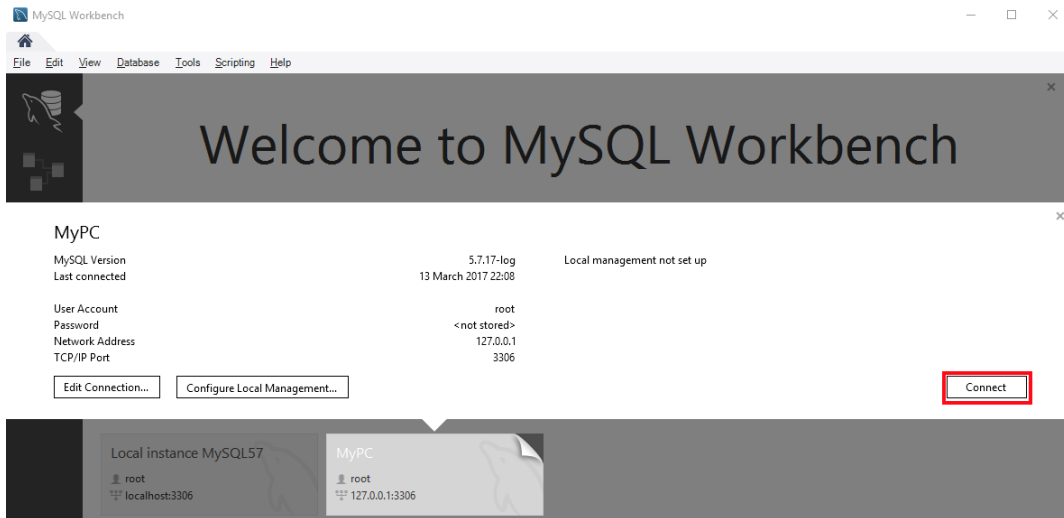 MySQL Workbench
File Edit View Database Tools Scripting Help
Welcome to MySQL Workbench
MyPC
MySQL Version 5.7.17-log Local management not set up
Last connected 13 March 2017 22:08
User Account root
Password <not stored>
Network Address 127.0.0.1
TCP/IP Port 3306
Edit Connection... Configure Local Management... Connect
Local instance MySQL57 MyPC
root root
localhost:3306 127.0.0.1:3306